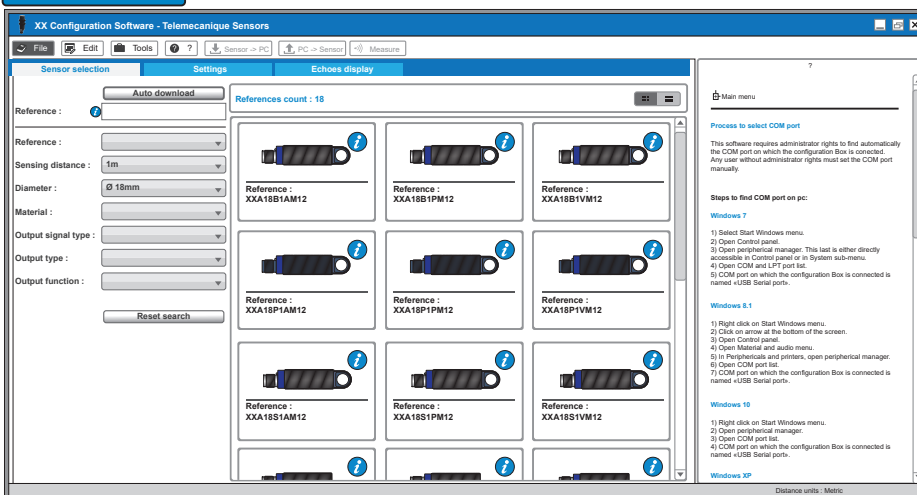 XX Configuration Software - Telemecanique Sensors
File Edit Tools ? Sensor -> PC PC -> Sensor Measure
Sensor selection Settings Echoes display
Auto download
Reference :
Reference :
Sensing distance : 1m
Diameter : Ø 18mm
Material :
Output signal type :
Output type :
Output function :
Reset search
References count : 18
Reference :
XXA18B1AM12
Reference :
XXA18B1PM12
Reference :
XXA18B1VM12
Reference :
XXA18P1AM12
Reference :
XXA18P1PM12
Reference :
XXA18P1VM12
Reference :
XXA18S1AM12
Reference :
XXA18S1PM12
Reference :
XXA18S1VM12
?
Main menu
Process to select COM port
This software requires administrator rights to find automatically
the COM port on which the configuration Box is conected.
Any user without administrator rights must set the COM port
manually.
Steps to find COM port on pc:
Windows 7
1) Select Start Windows menu.
2) Open Control panel.
3) Open peripherical manager. This last is either directly
accessible in Control panel or in System sub-menu.
4) Open COM and LPT port list.
5) COM port on which the configuration Box is connected is
named «USB Serial port».
Windows 8.1
1) Right click on Start Windows menu.
2) Click on arrow at the bottom of the screen.
3) Open Control panel.
4) Open Material and audio menu.
5) In Periphericals and printers, open peripherical manager.
6) Open COM port list.
7) COM port on which the configuration Box is connected is
named «USB Serial port».
Windows 10
1) Right click on Start Windows menu.
2) Open peripherical manager.
3) Open COM port list.
4) COM port on which the configuration Box is connected is
named «USB Serial port».
Windows XP
Distance units : Metric